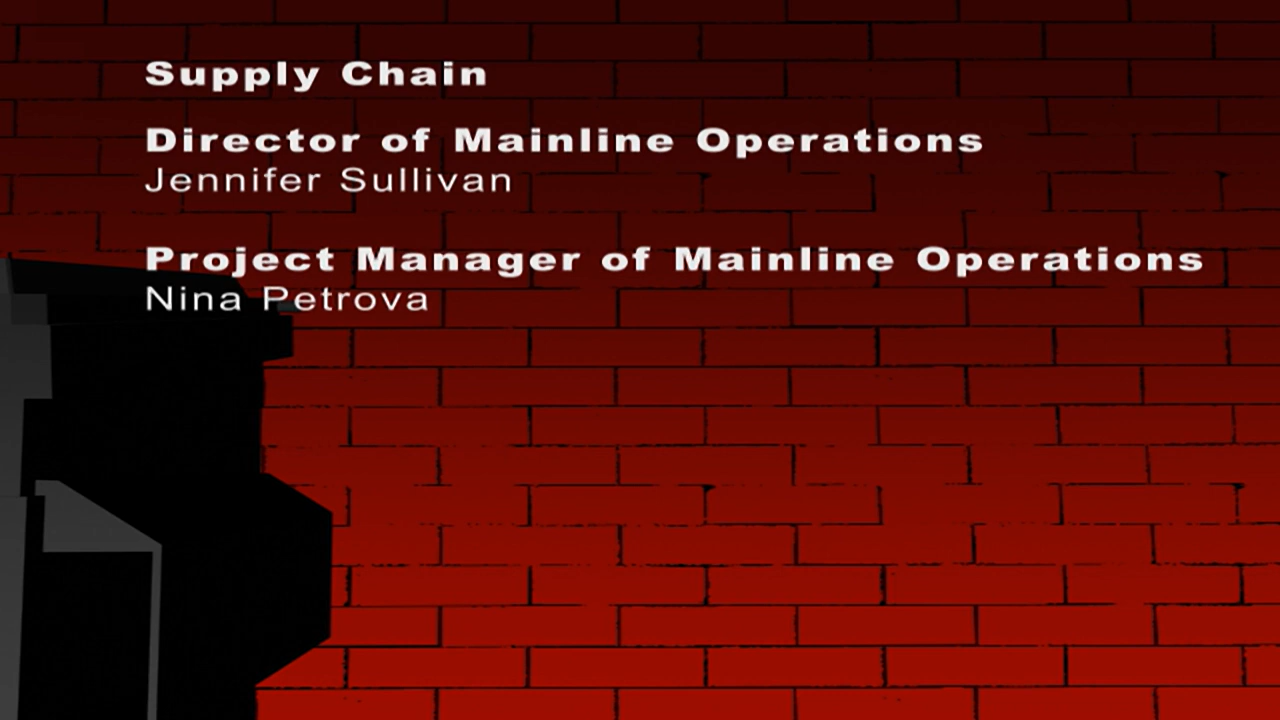 Supply Chain
Director of Mainline Operations
Jennifer Sullivan
Project Manager of Mainline Operations
Nina Petrova